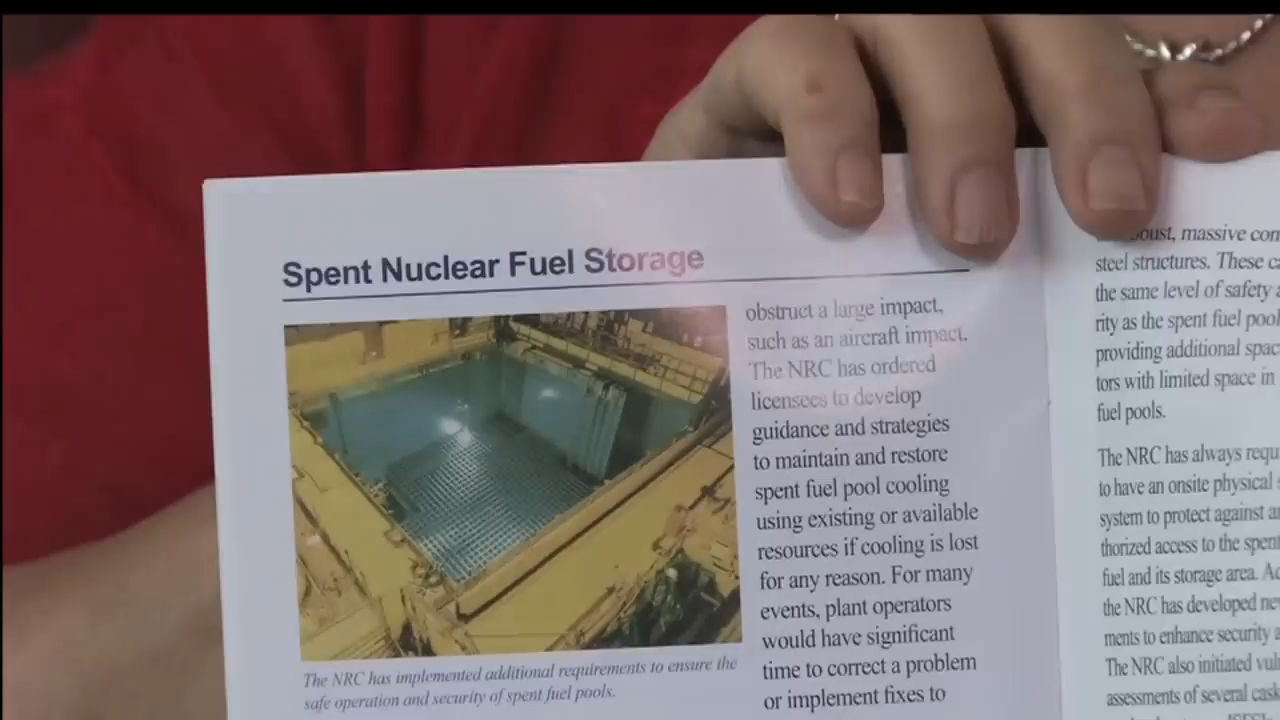 Spent Nuclear Fuel Storage
The NRC has implemented additional requirements to ensure the
safe operation and security of spent fuel pools.
obstruct a large impact,
such as an aircraft impact.
The NRC has ordered
licensees to develop
guidance and strategies
to maintain and restore
spent fuel pool cooling
using existing or available
resources if cooling is lost
for any reason. For many
events, plant operators
would have significant
time to correct a problem
or implement fixes to
massive con
steel structures. These ca
the same level of safety a
rity as the spent fuel pool
providing additional spac
tors with limited space in
fuel pools.
The NRC has always requ
to have an onsite physical s
system to protect against
thorized access to the spent
fuel and its storage area. Ac
the NRC has developed ne
ments to enhance security a
The NRC also initiated vul
assessments of several cask